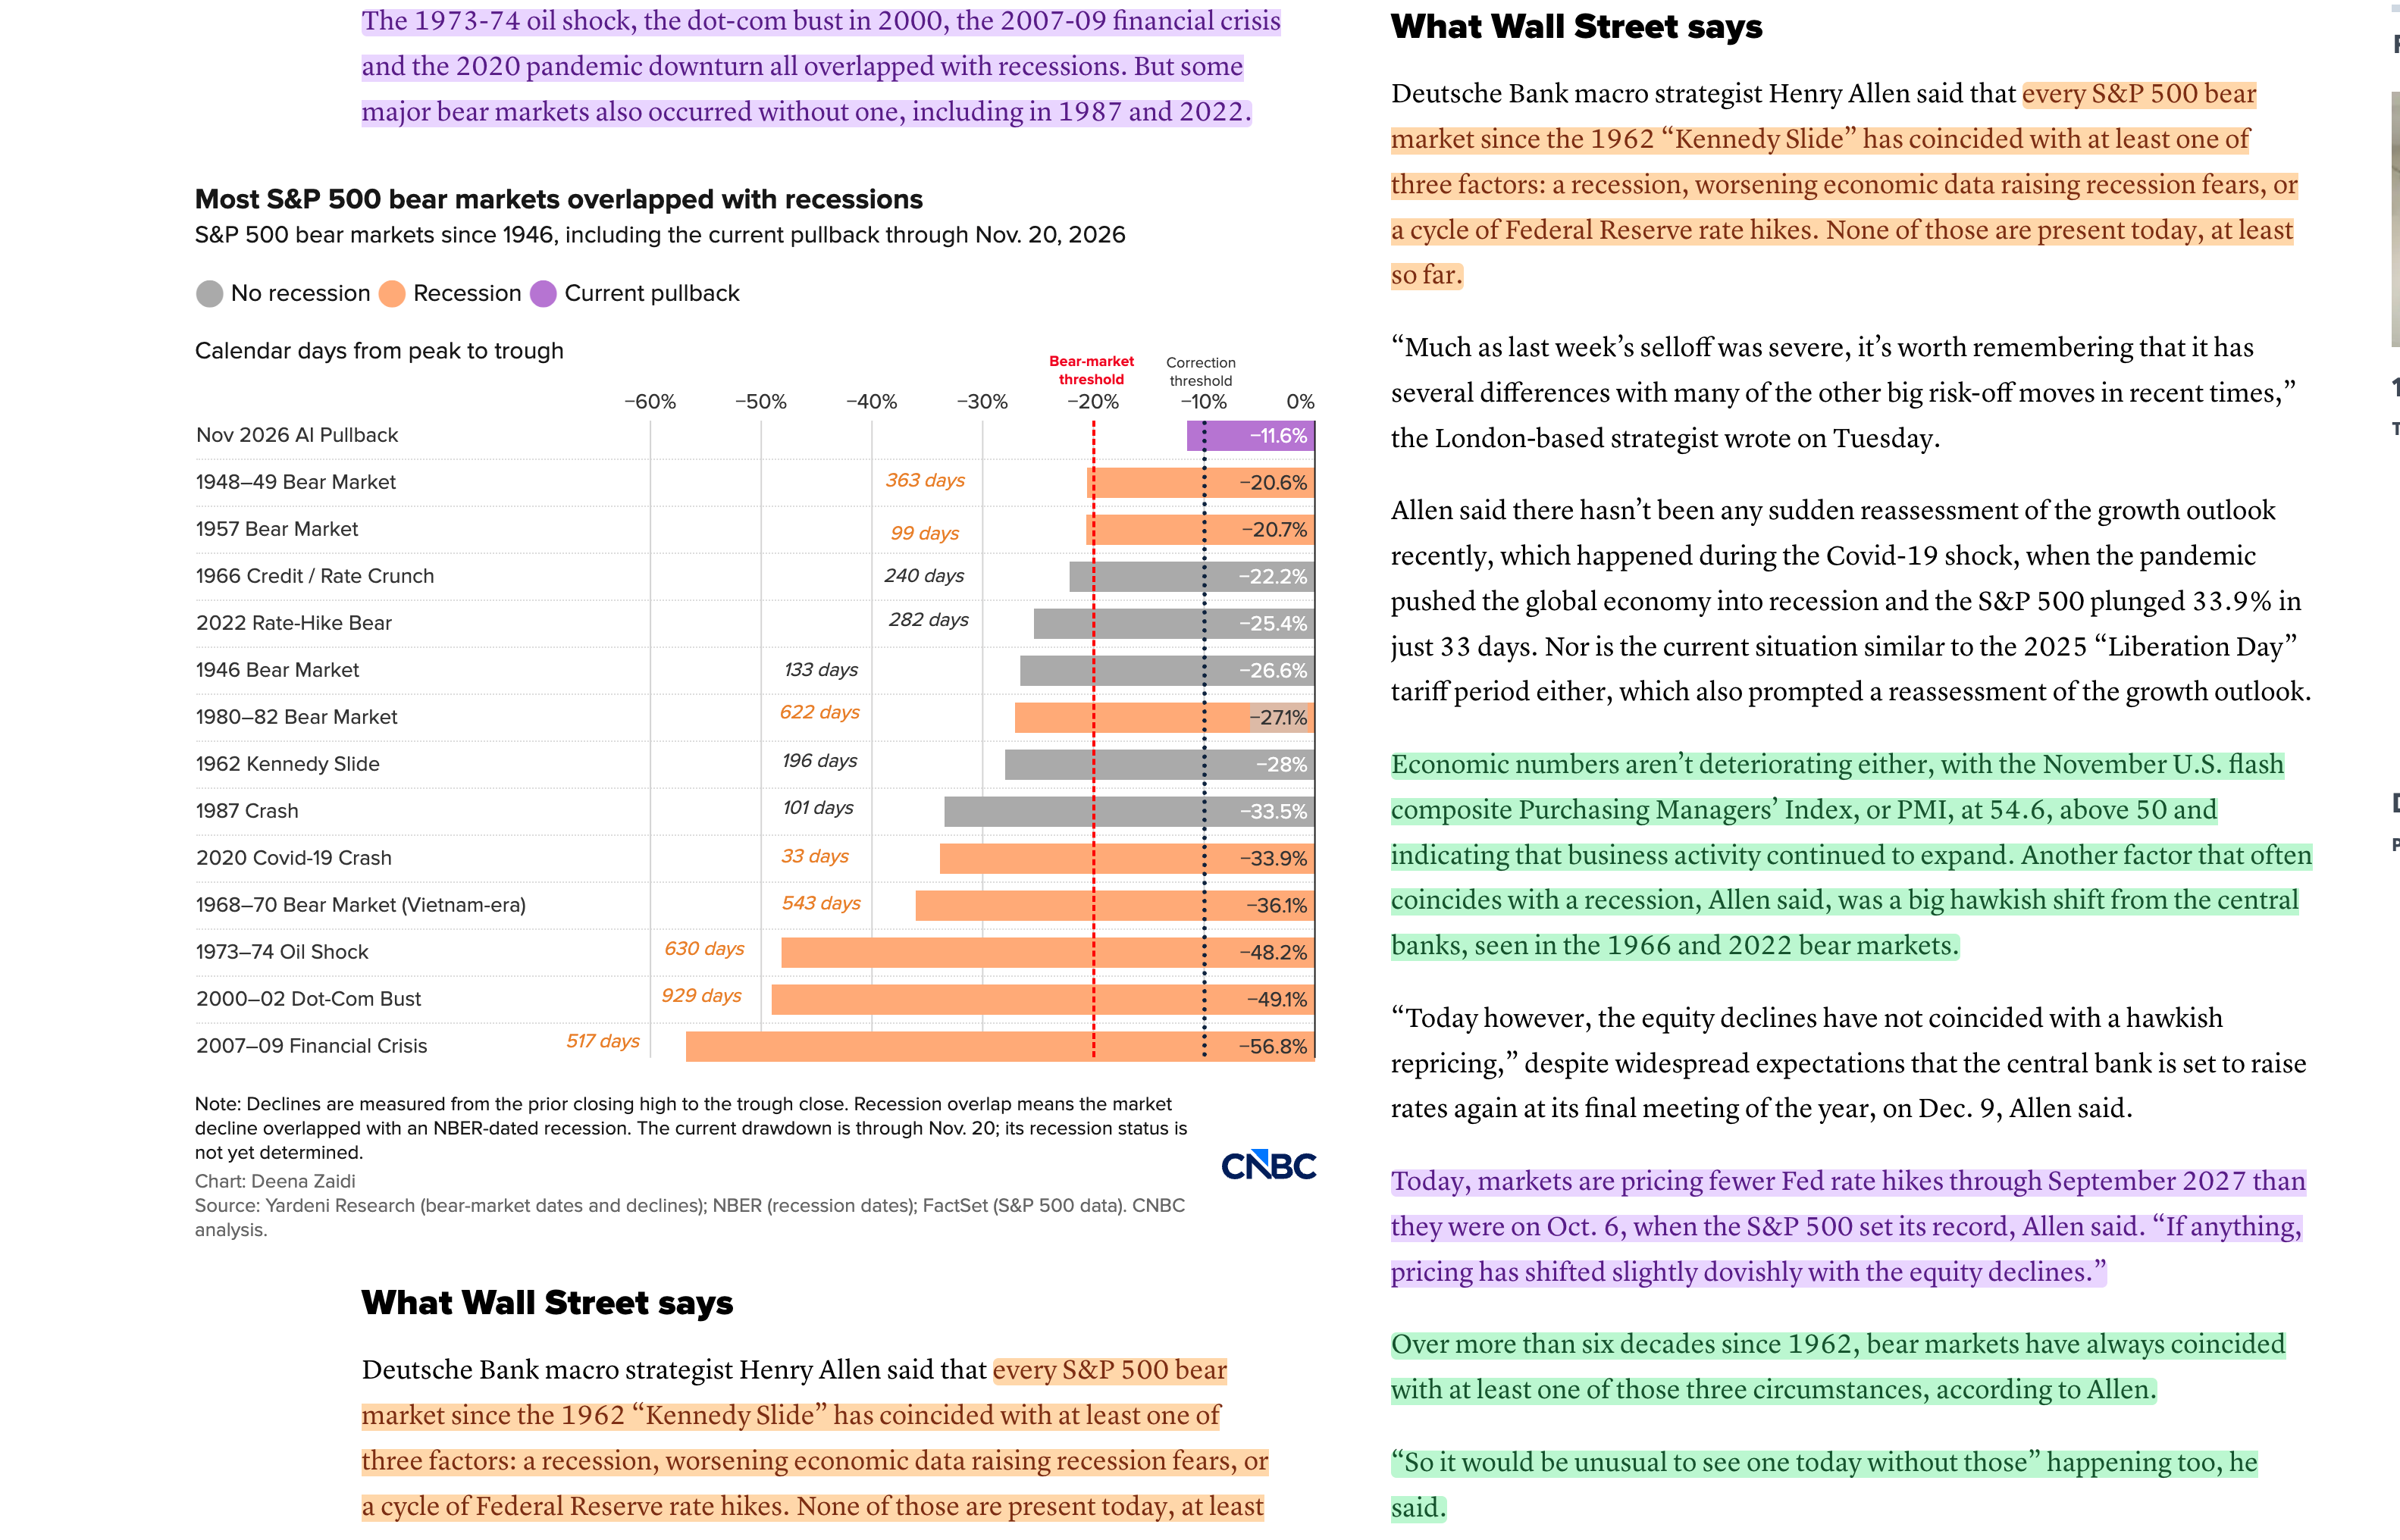 The 1973-74 oil shock, the dot-com bust in 2000, the 2007-09 financial crisis
and the 2020 pandemic downturn all overlapped with recessions. But some
major bear markets also occurred without one, including in 1987 and 2022.
Most S&P 500 bear markets overlapped with recessions
S&P 500 bear markets since 1946, including the current pullback through Nov. 20, 2026
No recession Recession Current pullback
Calendar days from peak to trough
Bear-market
threshold
Correction
threshold
−60% −50% −40% −30% −20% −10% 0%
Nov 2026 AI Pullback −11.6%
1948–49 Bear Market 363 days −20.6%
1957 Bear Market 99 days −20.7%
1966 Credit / Rate Crunch 240 days −22.2%
2022 Rate-Hike Bear 282 days −25.4%
1946 Bear Market 133 days −26.6%
1980–82 Bear Market 622 days −27.1%
1962 Kennedy Slide 196 days −28%
1987 Crash 101 days −33.5%
2020 Covid-19 Crash 33 days −33.9%
1968–70 Bear Market (Vietnam-era) 543 days −36.1%
1973–74 Oil Shock 630 days −48.2%
2000–02 Dot-Com Bust 929 days −49.1%
2007–09 Financial Crisis 517 days −56.8%
Note: Declines are measured from the prior closing high to the trough close. Recession overlap means the market
decline overlapped with an NBER-dated recession. The current drawdown is through Nov. 20; its recession status is
not yet determined.
Chart: Deena Zaidi
Source: Yardeni Research (bear-market dates and declines); NBER (recession dates); FactSet (S&P 500 data). CNBC
analysis.
CNBC
What Wall Street says
Deutsche Bank macro strategist Henry Allen said that every S&P 500 bear
market since the 1962 “Kennedy Slide” has coincided with at least one of
three factors: a recession, worsening economic data raising recession fears, or
a cycle of Federal Reserve rate hikes. None of those are present today, at least
What Wall Street says
Deutsche Bank macro strategist Henry Allen said that every S&P 500 bear
market since the 1962 “Kennedy Slide” has coincided with at least one of
three factors: a recession, worsening economic data raising recession fears, or
a cycle of Federal Reserve rate hikes. None of those are present today, at least
so far.
“Much as last week’s selloff was severe, it’s worth remembering that it has
several differences with many of the other big risk-off moves in recent times,”
the London-based strategist wrote on Tuesday.
Allen said there hasn’t been any sudden reassessment of the growth outlook
recently, which happened during the Covid-19 shock, when the pandemic
pushed the global economy into recession and the S&P 500 plunged 33.9% in
just 33 days. Nor is the current situation similar to the 2025 “Liberation Day”
tariff period either, which also prompted a reassessment of the growth outlook.
Economic numbers aren’t deteriorating either, with the November U.S. flash
composite Purchasing Managers’ Index, or PMI, at 54.6, above 50 and
indicating that business activity continued to expand. Another factor that often
coincides with a recession, Allen said, was a big hawkish shift from the central
banks, seen in the 1966 and 2022 bear markets.
“Today however, the equity declines have not coincided with a hawkish
repricing,” despite widespread expectations that the central bank is set to raise
rates again at its final meeting of the year, on Dec. 9, Allen said.
Today, markets are pricing fewer Fed rate hikes through September 2027 than
they were on Oct. 6, when the S&P 500 set its record, Allen said. “If anything,
pricing has shifted slightly dovishly with the equity declines.”
Over more than six decades since 1962, bear markets have always coincided
with at least one of those three circumstances, according to Allen.
“So it would be unusual to see one today without those” happening too, he
said.